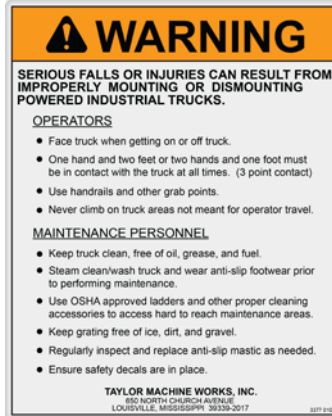 WARNING
SERIOUS FALLS OR INJURIES CAN RESULT FROM
IMPROPERLY MOUNTING OR DISMOUNTING
POWERED INDUSTRIAL TRUCKS.
OPERATORS
• Face truck when getting on or off truck.
• One hand and two feet or two hands and one foot must
be in contact with the truck at all times. (3 point contact)
• Use handrails and other grab points.
• Never climb on truck areas not meant for operator travel.
MAINTENANCE PERSONNEL
• Keep truck clean, free of oil, grease, and fuel.
• Steam clean/wash truck and wear anti-slip footwear prior
to performing maintenance.
• Use OSHA approved ladders and other proper cleaning
accessories to access hard to reach maintenance areas.
• Keep grating free of ice, dirt, and gravel.
• Regularly inspect and replace anti-slip mastic as needed.
• Ensure safety decals are in place.
TAYLOR MACHINE WORKS, INC.
650 NORTH CHURCH AVENUE
LOUISVILLE, MISSISSIPPI 39339-2017